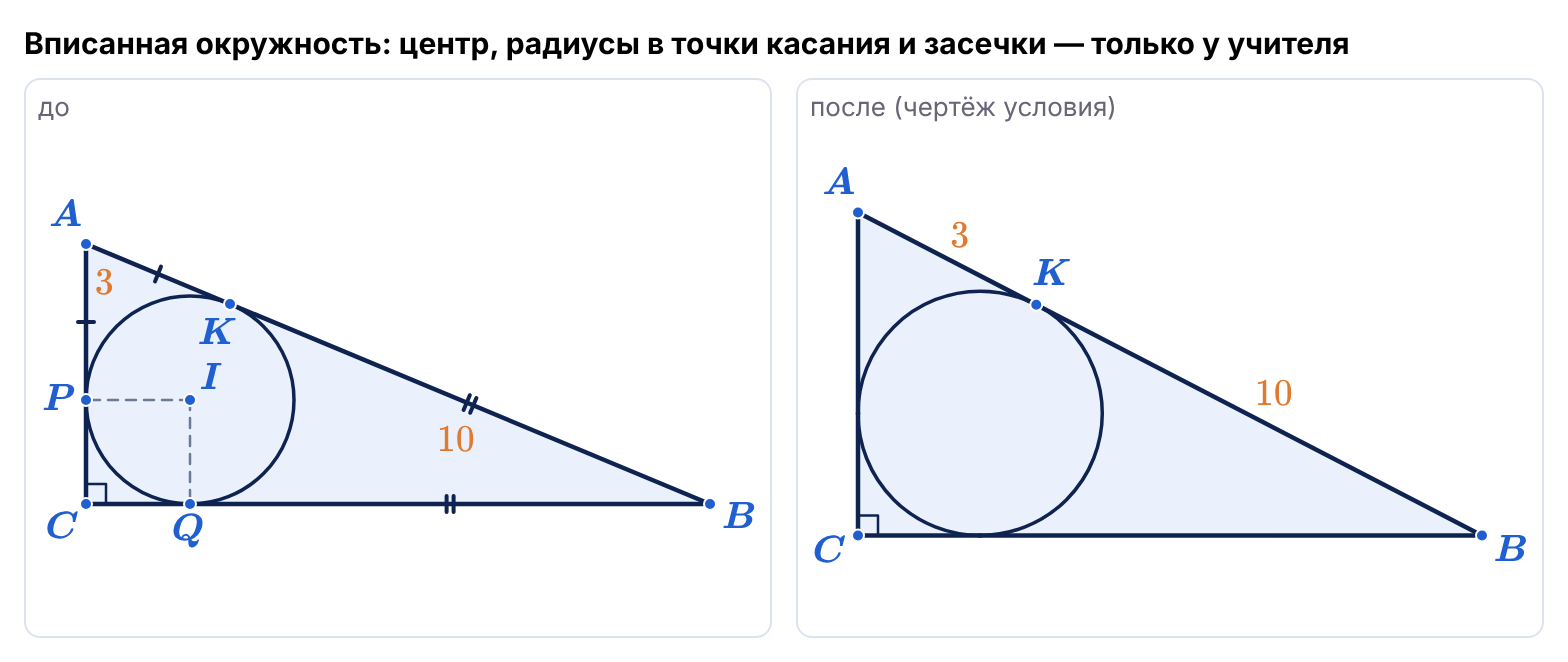 Вписанная окружность: центр, радиусы в точки касания и засечки — только у учителя
до
A
3
K
I
P
10
C
Q
B
после (чертёж условия)
A
3
K
10
C
B